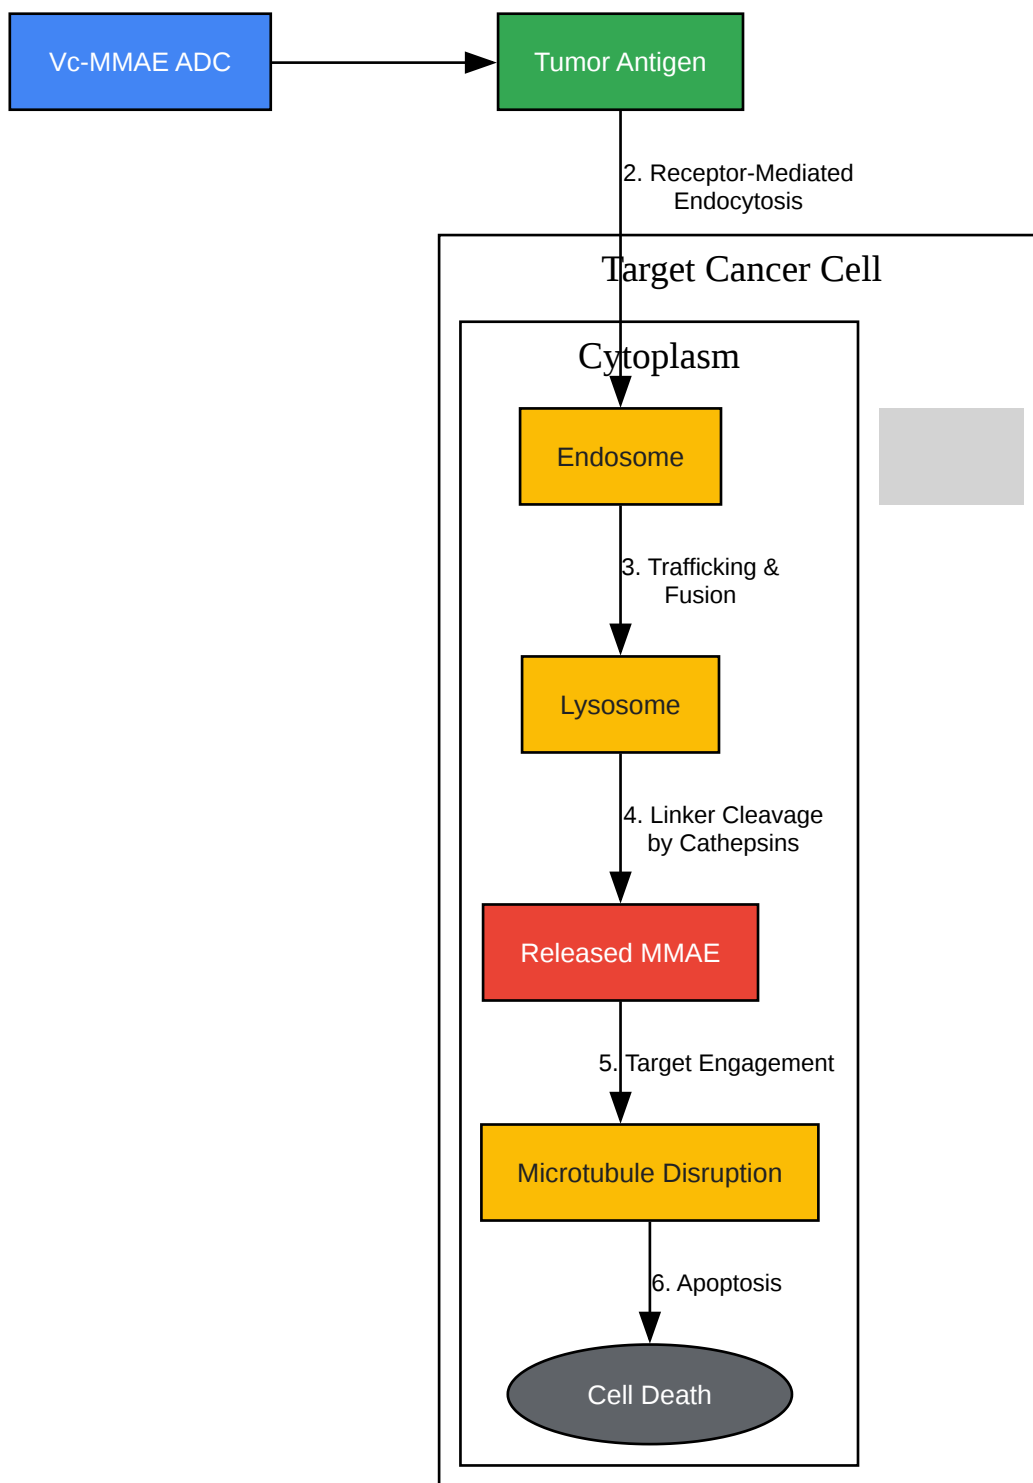 Vc-MMAE ADC
Tumor Antigen
2. Receptor-Mediated
Endocytosis
Target Cancer Cell
Cytoplasm
Endosome
3. Trafficking &
Fusion
Lysosome
4. Linker Cleavage
by Cathepsins
Released MMAE
5. Target Engagement
Microtubule Disruption
6. Apoptosis
Cell Death